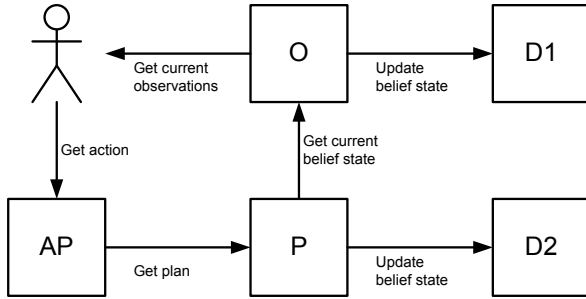 O
D1
Get current
observations
Update
belief state
Get action
Get current
belief state
AP
P
D2
Get plan
Update
belief state